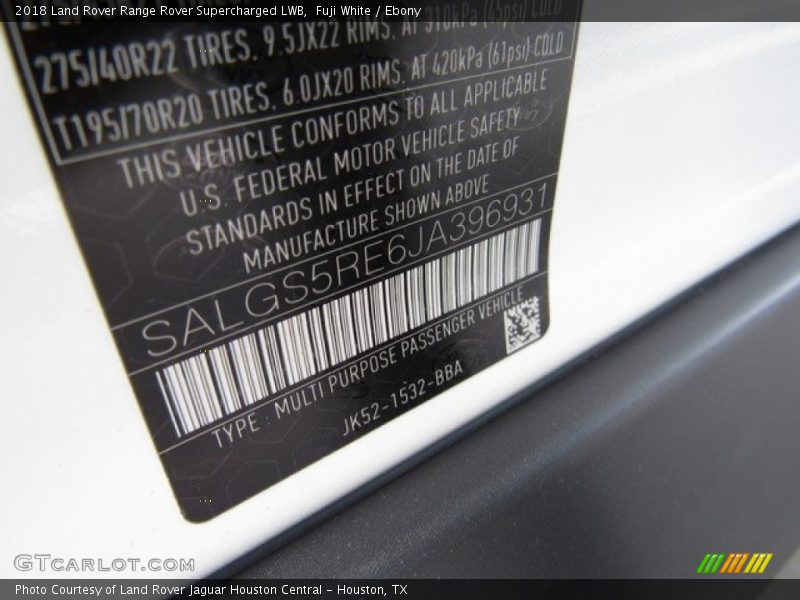 2018 Land Rover Range Rover Supercharged LWB, Fuji White / Ebony
275/40R22 TIRES. 9.5JX22 RIMS. AT 310kPa (45psi) COLD
T195/70R20 TIRES. 6.0JX20 RIMS. AT 420kPa (61psi) COLD
THIS VEHICLE CONFORMS TO ALL APPLICABLE
U.S. FEDERAL MOTOR VEHICLE SAFETY
STANDARDS IN EFFECT ON THE DATE OF
MANUFACTURE SHOWN ABOVE
SALGS5RE6JA396931
TYPE : MULTI PURPOSE PASSENGER VEHICLE
JK52-1532-BBA
GTCARLOT.COM
Photo Courtesy of Land Rover Jaguar Houston Central - Houston, TX